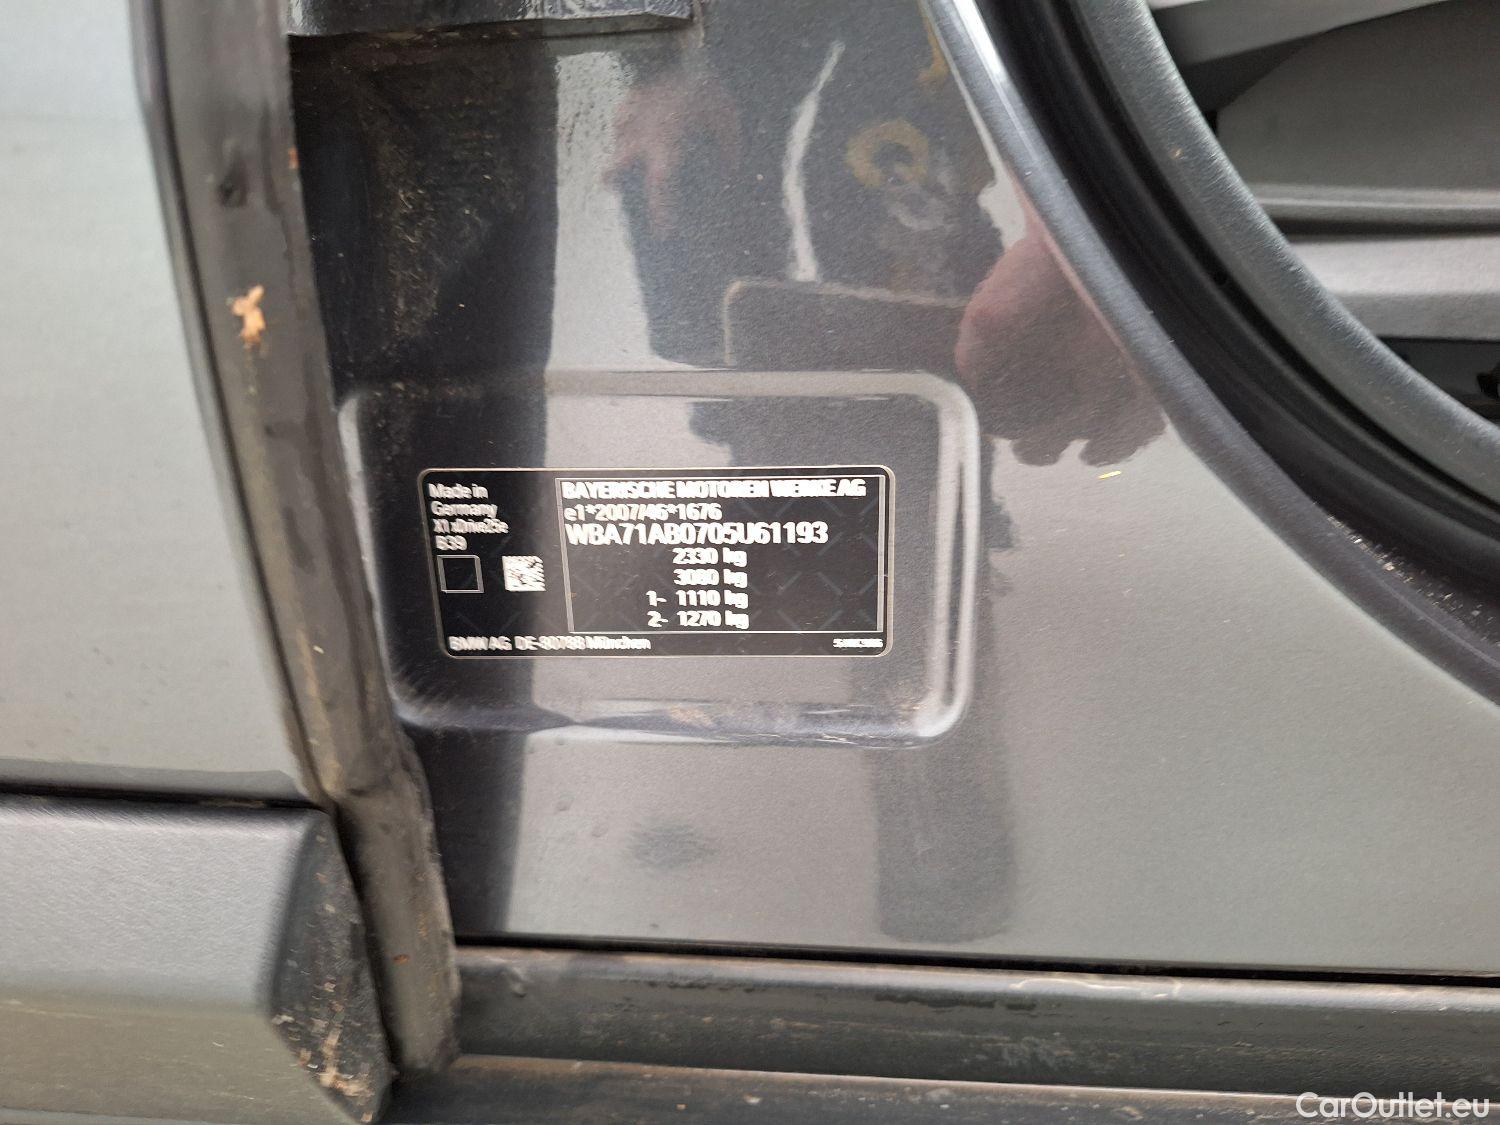 Made in
Germany
X1 xDrive25e
B39
BAYERISCHE MOTOREN WERKE AG
e1*2007/46*1676
WBA71AB0705U61193
2330 kg
3080 kg
1- 1110 kg
2- 1270 kg
BMW AG DE-80788 München
CarOutlet.eu